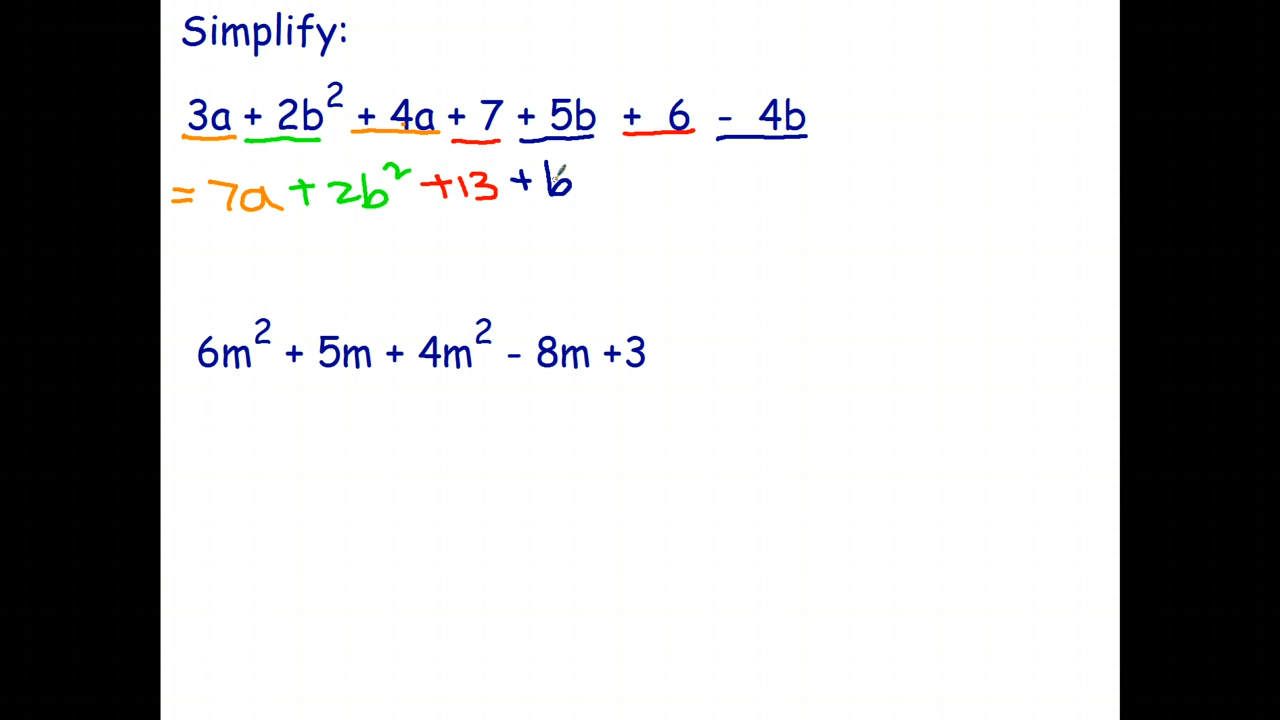 Simplify:
3a + 2b² + 4a + 7 + 5b + 6 - 4b
= 7a + 2b² + 13 + b
6m² + 5m + 4m² - 8m +3